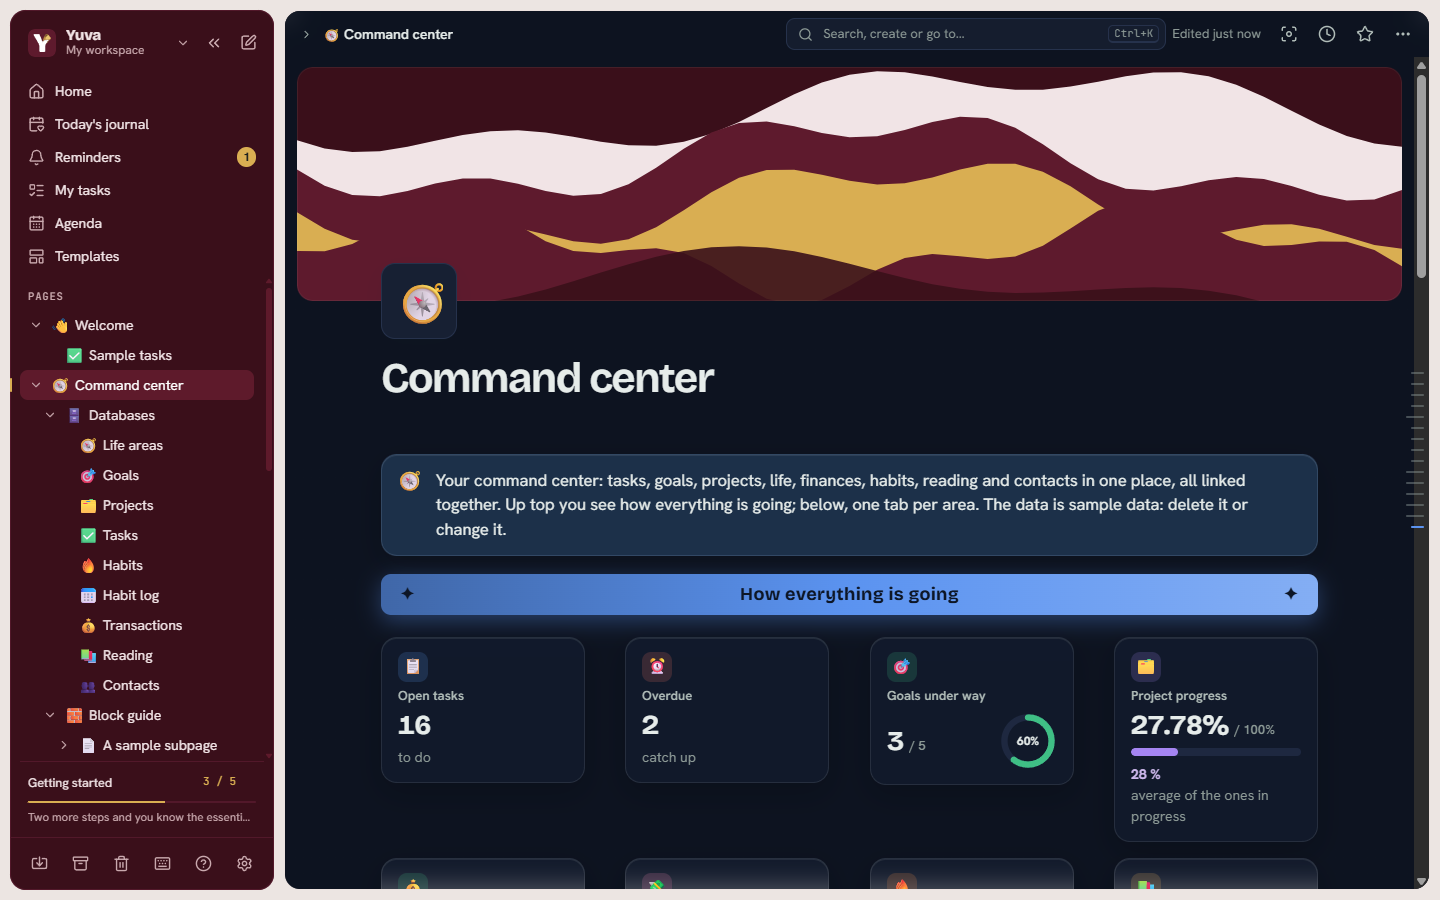 Yuva
My workspace
Home
Today's journal
Reminders
1
My tasks
Agenda
Templates
PAGES
Welcome
Sample tasks
Command center
Databases
Life areas
Goals
Projects
Tasks
Habits
Habit log
Transactions
Reading
Contacts
Block guide
A sample subpage
Getting started
3 / 5
Two more steps and you know the essenti...
Command center
Search, create or go to...
Ctrl+K
Edited just now
Command center
Your command center: tasks, goals, projects, life, finances, habits, reading and contacts in one place, all linked
together. Up top you see how everything is going; below, one tab per area. The data is sample data: delete it or
change it.
✦ How everything is going ✦
Open tasks
16
to do
Overdue
2
catch up
Goals under way
3 / 5
60%
Project progress
27.78% / 100%
28 %
average of the ones in
progress